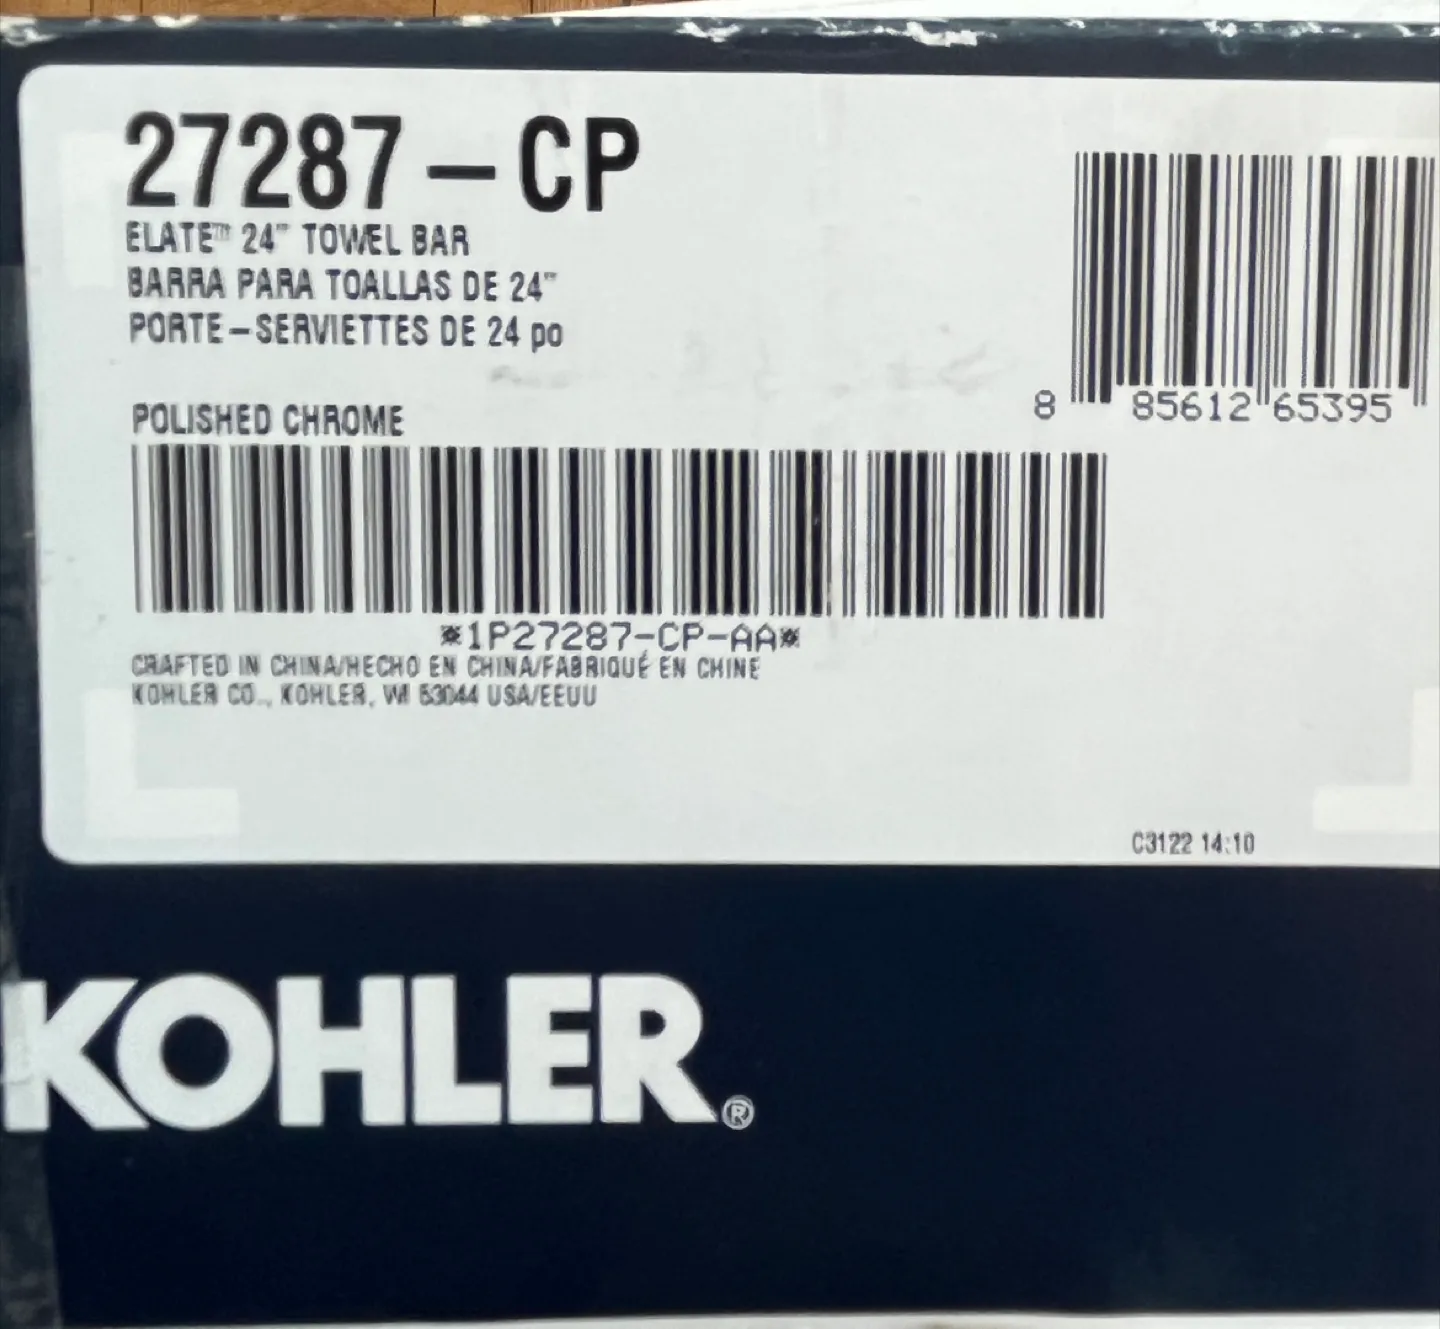 27287-CP
ELATE™ 24" TOWEL BAR
BARRA PARA TOALLAS DE 24"
PORTE-SERVIETTES DE 24 po
8 85612 65395
POLISHED CHROME
*1P27287-CP-AA*
CRAFTED IN CHINA/HECHO EN CHINA/FABRIQUÉ EN CHINE
KOHLER CO., KOHLER, WI 53044 USA/EEUU
C3122 14:10
KOHLER®